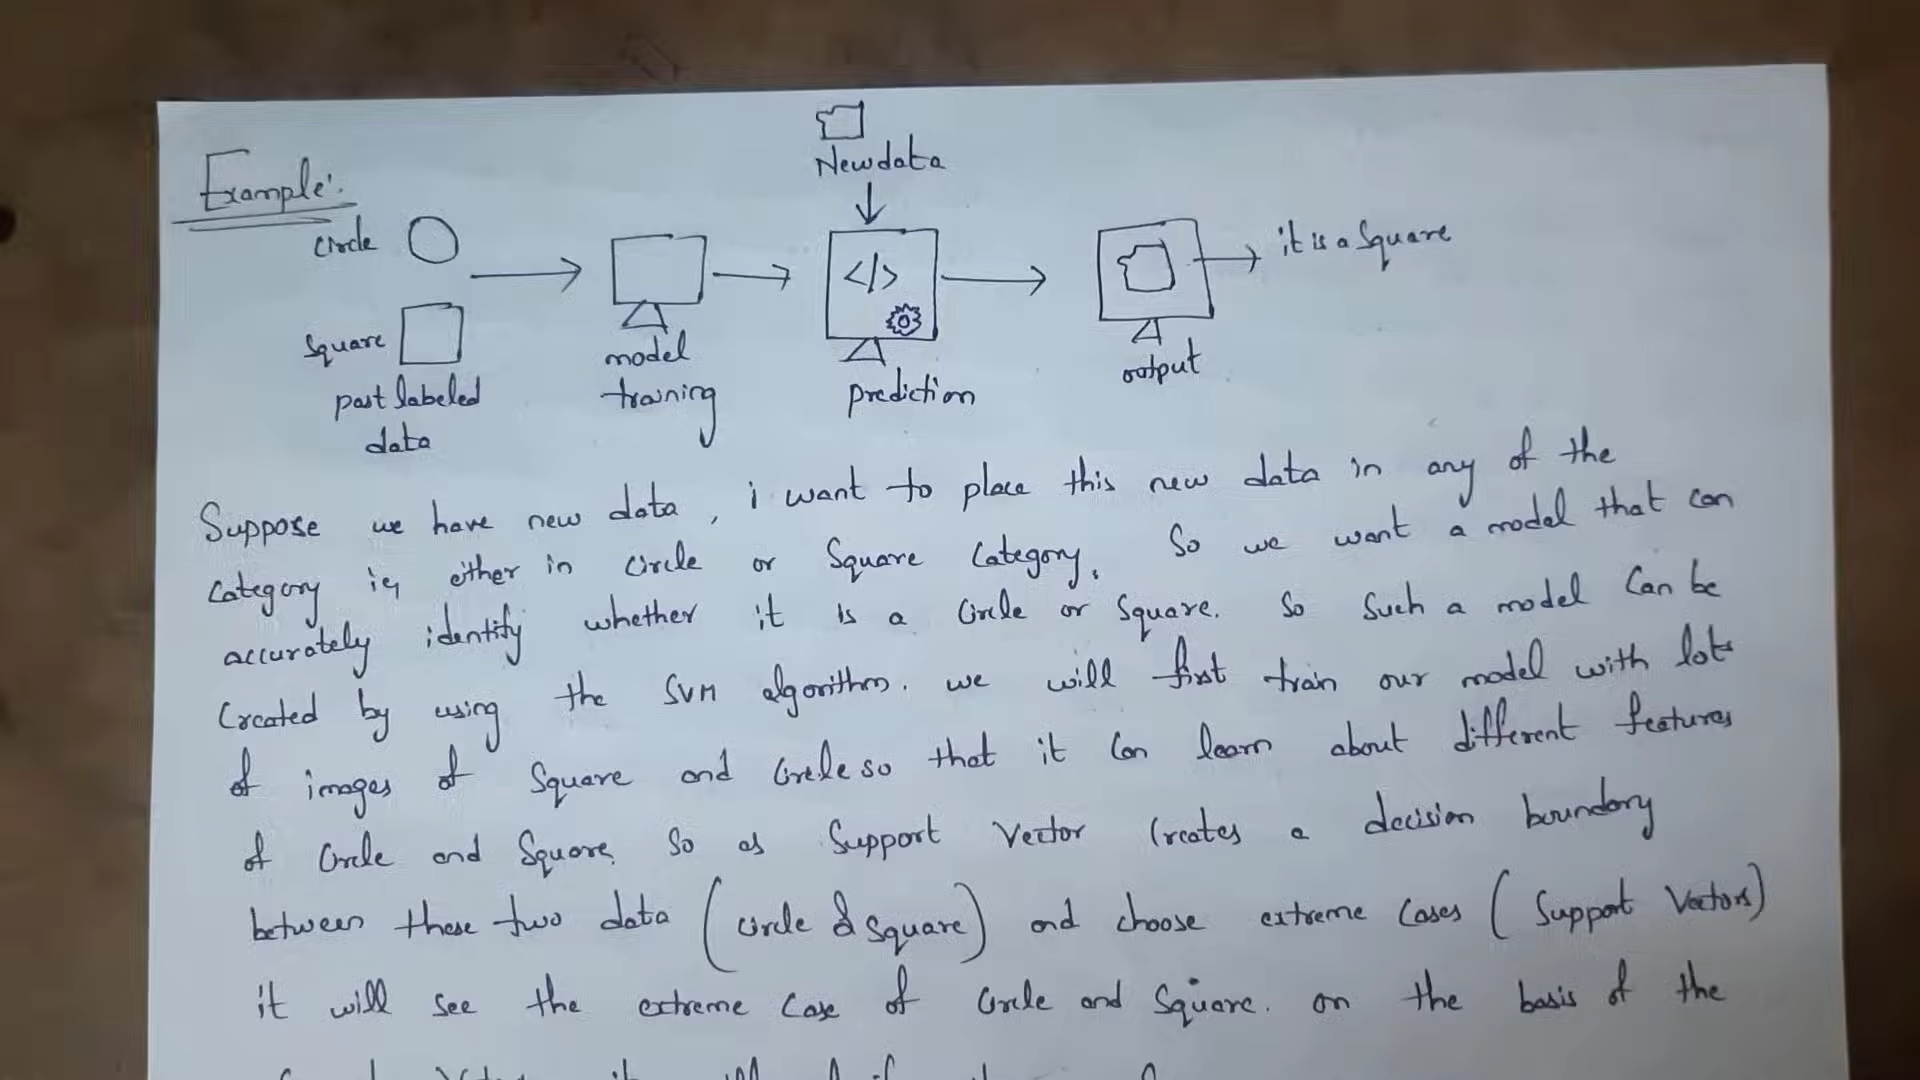 Example:
Newdata
Circle
it is a Square
</>
Square
model
training
output
past labeled
data
prediction
Suppose we have new data, i want to place this new data in any of the
Category ie, either in Circle or Square Category. So we want a model that can
accurately identify whether it is a Circle or Square. So Such a model Can be
Created by using the SVM algorithm. we will first train our model with lots
of images of Square and Circle so that it Can learn about different features
of Circle and Square. So as Support Vector Creates a decision boundary
between these two data (Circle & Square) and choose extreme Cases (Support Vectors)
it will see the extreme Case of Circle and Square. on the basis of the